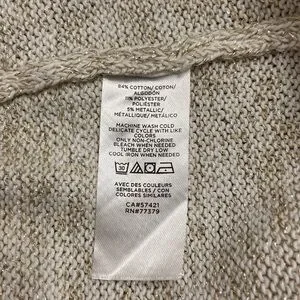 84% COTTON/ COTON/
ALGODÓN
11% POLYESTER/
POLIÉSTER
5% METALLIC/
MÉTALLIQUE/ METÁLICO
MACHINE WASH COLD
DELICATE CYCLE WITH LIKE
COLORS
ONLY NON-CHLORINE
BLEACH WHEN NEEDED
TUMBLE DRY LOW
COOL IRON WHEN NEEDED
30
AVEC DES COULEURS
SEMBLABLES / CON
COLORES SIMILARES
CA#57421
RN#77379